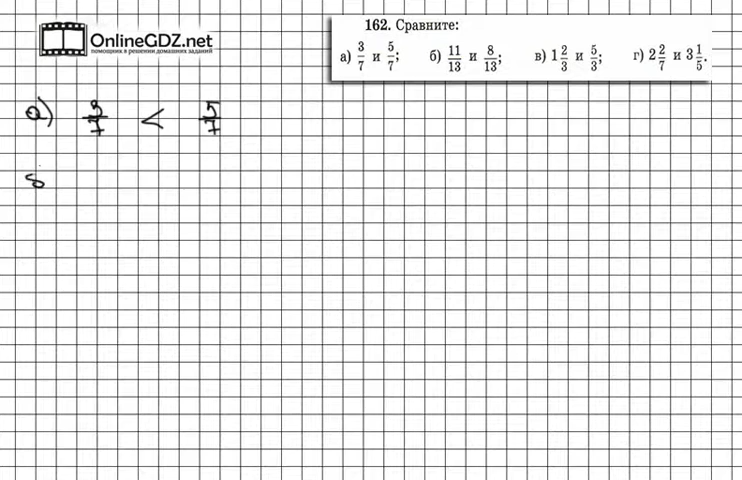 OnlineGDZ.net
помощник в решении домашних заданий
162. Сравните:
а) 3/7 и 5/7; б) 11/13 и 8/13; в) 1 2/3 и 5/3; г) 2 2/7 и 3 1/5.
а) 3/7 < 5/7
б